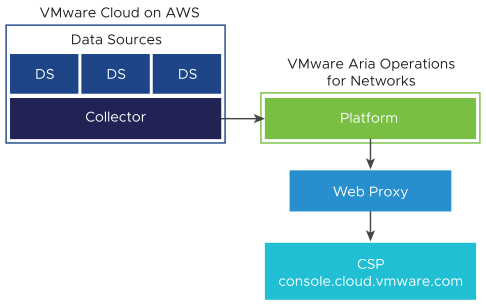 VMware Cloud on AWS
Data Sources
DS DS DS
Collector
VMware Aria Operations
for Networks
Platform
Web Proxy
CSP
console.cloud.vmware.com